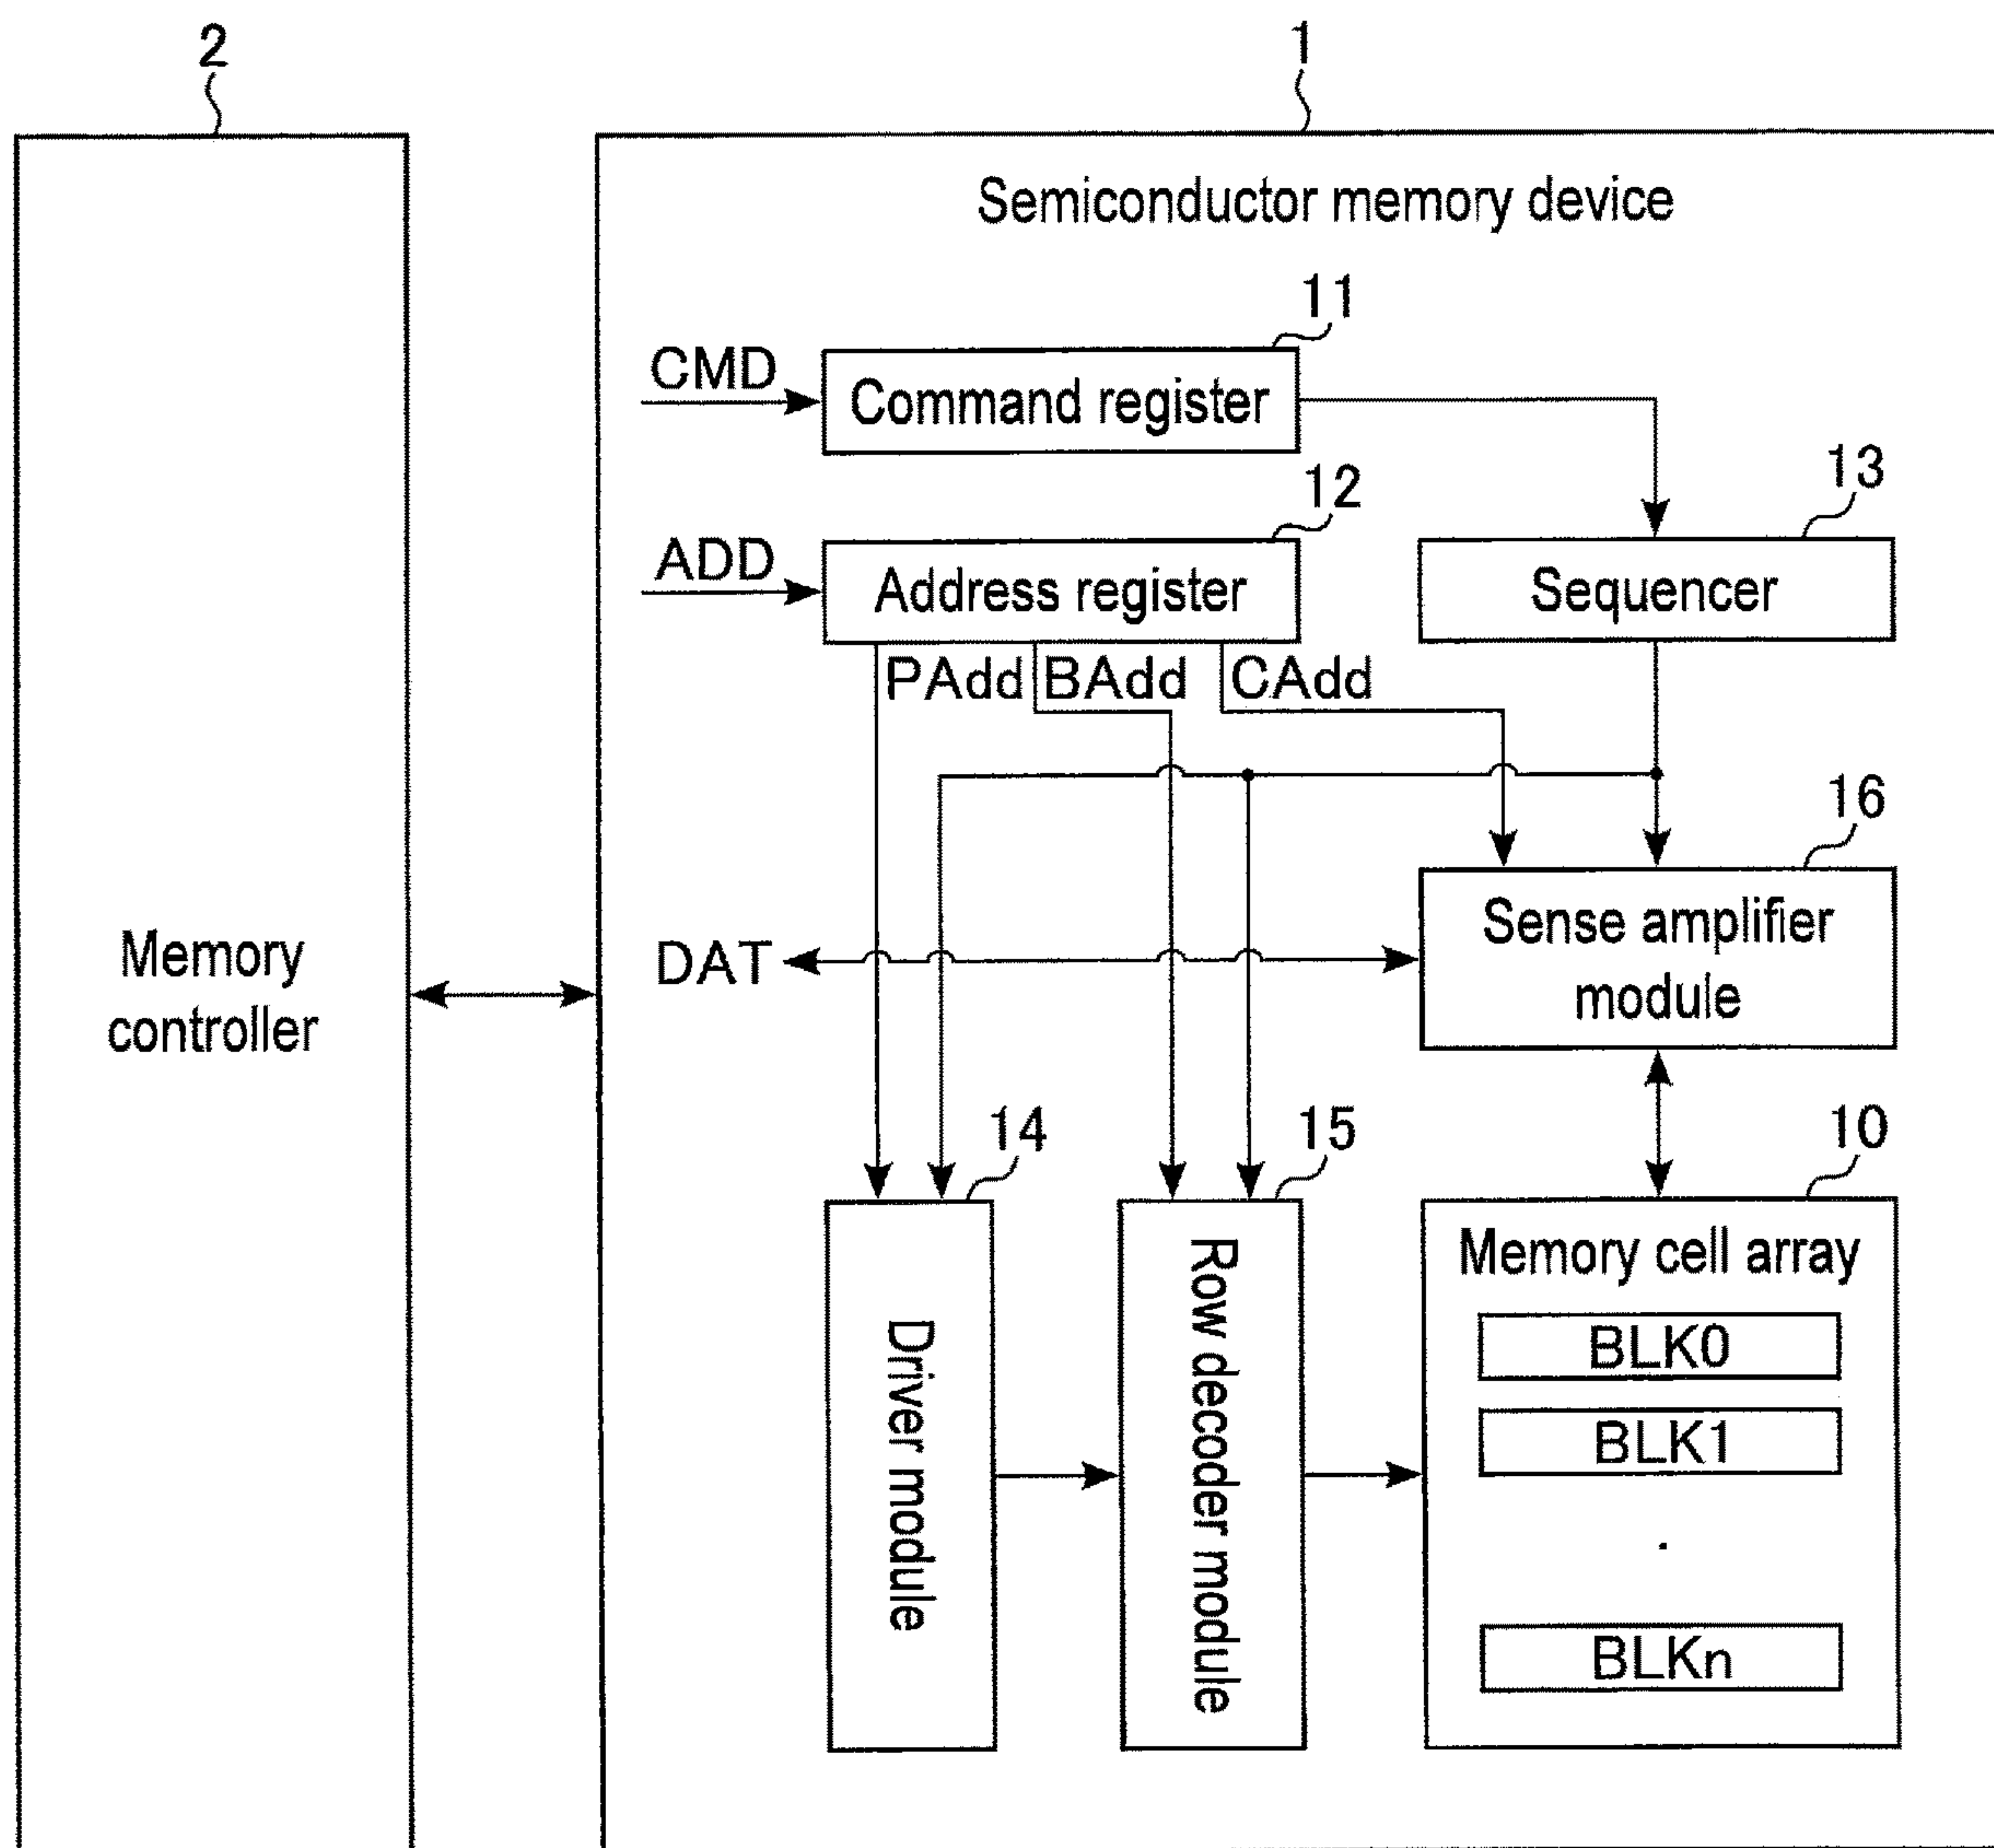 2
1
Semiconductor memory device
11
CMD
Command register
13
12
ADD
Address register
Sequencer
PAdd BAdd CAdd
16
Sense amplifier
module
DAT
Memory
controller
14
15
10
Driver module
Row decoder module
Memory cell array
BLK0
BLK1
.
BLKn